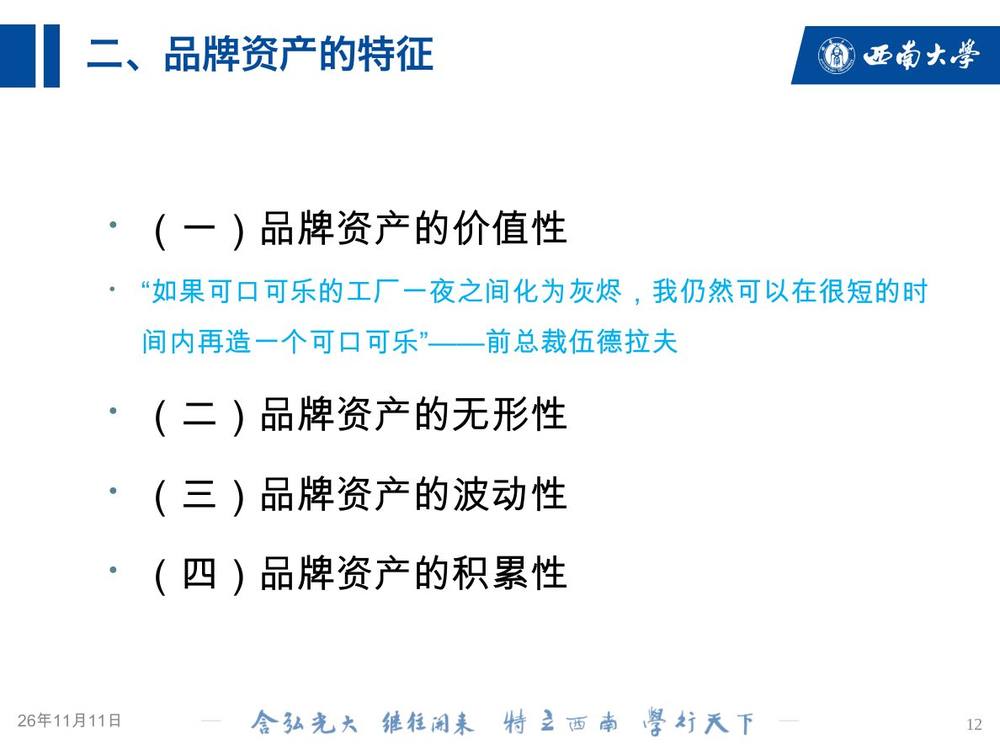 二、品牌资产的特征
西南大学
• （一）品牌资产的价值性
• “如果可口可乐的工厂一夜之间化为灰烬，我仍然可以在很短的时
间内再造一个可口可乐”——前总裁伍德拉夫
• （二）品牌资产的无形性
• （三）品牌资产的波动性
• （四）品牌资产的积累性
26年11月11日
含弘光大 继往开来 特立西南 学行天下
12